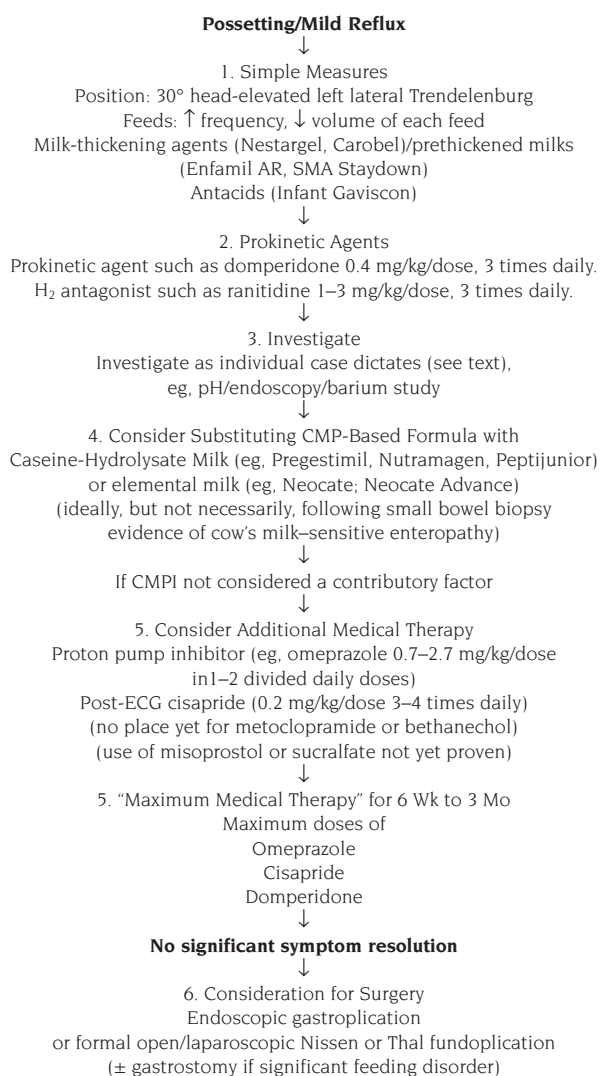 Possetting/Mild Reflux
↓
1. Simple Measures
Position: 30° head-elevated left lateral Trendelenburg
Feeds: ↑ frequency, ↓ volume of each feed
Milk-thickening agents (Nestargel, Carobel)/prethickened milks
(Enfamil AR, SMA Staydown)
Antacids (Infant Gaviscon)
↓
2. Prokinetic Agents
Prokinetic agent such as domperidone 0.4 mg/kg/dose, 3 times daily.
H₂ antagonist such as ranitidine 1–3 mg/kg/dose, 3 times daily.
↓
3. Investigate
Investigate as individual case dictates (see text),
eg, pH/endoscopy/barium study
↓
4. Consider Substituting CMP-Based Formula with
Caseine-Hydrolysate Milk (eg, Pregestimil, Nutramagen, Peptijunior)
or elemental milk (eg, Neocate; Neocate Advance)
(ideally, but not necessarily, following small bowel biopsy
evidence of cow's milk–sensitive enteropathy)
↓
If CMPI not considered a contributory factor
↓
5. Consider Additional Medical Therapy
Proton pump inhibitor (eg, omeprazole 0.7–2.7 mg/kg/dose
in1–2 divided daily doses)
Post-ECG cisapride (0.2 mg/kg/dose 3–4 times daily)
(no place yet for metoclopramide or bethanechol)
(use of misoprostol or sucralfate not yet proven)
↓
5. “Maximum Medical Therapy” for 6 Wk to 3 Mo
Maximum doses of
Omeprazole
Cisapride
Domperidone
↓
No significant symptom resolution
↓
6. Consideration for Surgery
Endoscopic gastroplication
or formal open/laparoscopic Nissen or Thal fundoplication
(± gastrostomy if significant feeding disorder)